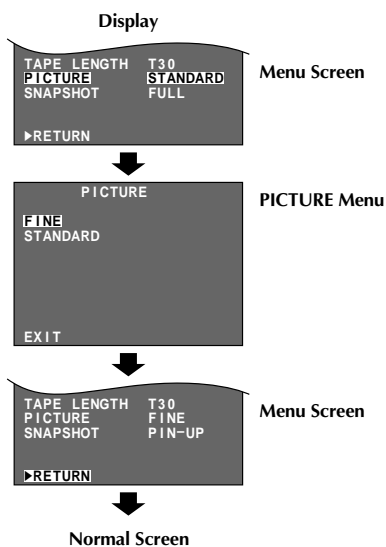 Display
TAPE LENGTH T30
PICTURE STANDARD
SNAPSHOT FULL
▶RETURN
Menu Screen
PICTURE
FINE
STANDARD
EXIT
PICTURE Menu
TAPE LENGTH T30
PICTURE FINE
SNAPSHOT PIN-UP
▶RETURN
Menu Screen
Normal Screen